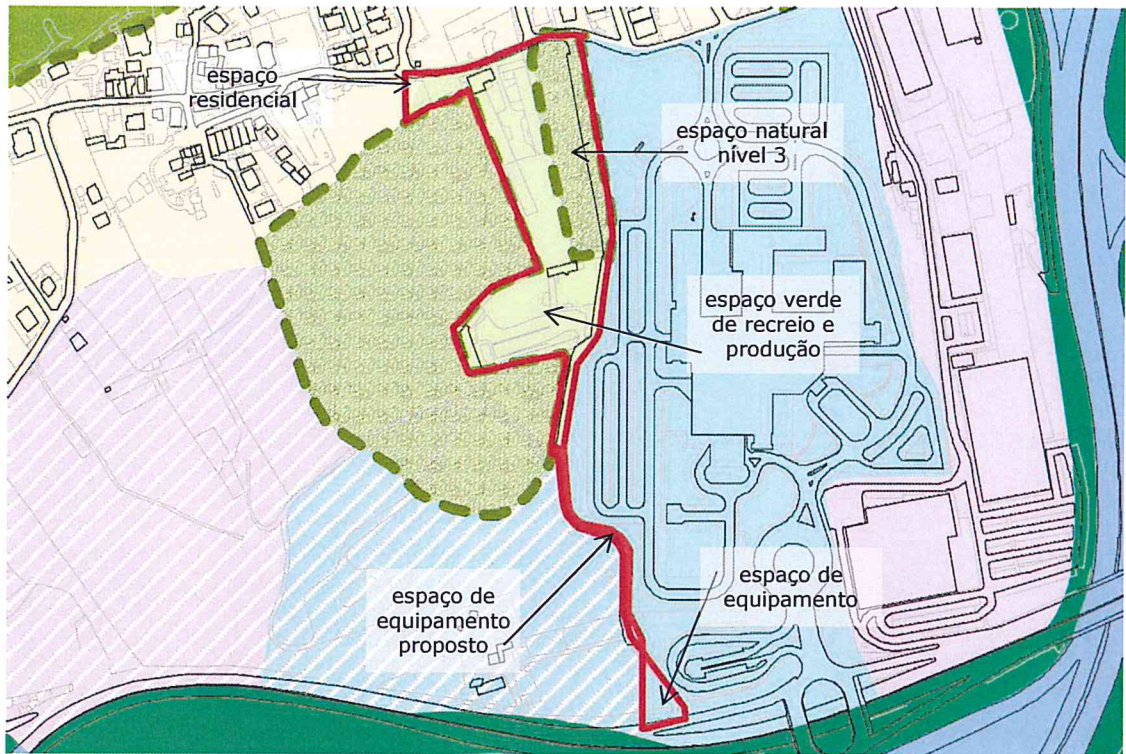 espaço
residencial
espaço natural
nível 3
espaço verde
de recreio e
produção
espaço de
equipamento
proposto
espaço de
equipamento